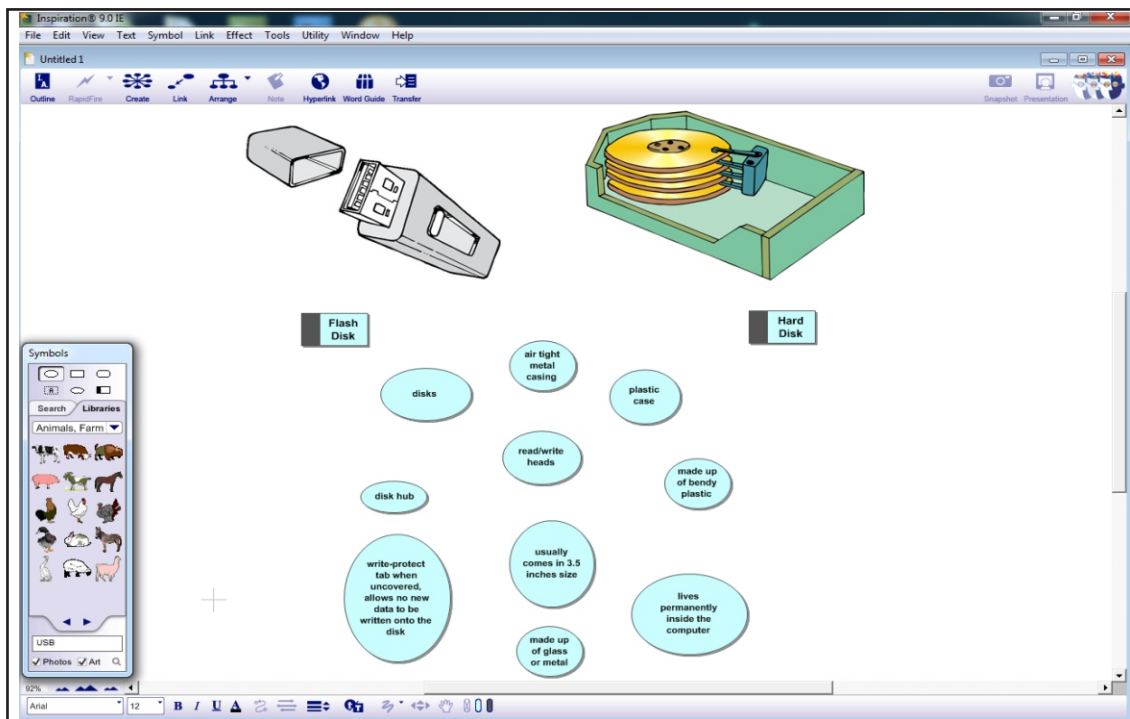 Inspiration® 9.0 IE
File Edit View Text Symbol Link Effect Tools Utility Window Help
Untitled 1
Outline RapidFire Create Link Arrange Note Hyperlink Word Guide Transfer Snapshot Presentation
Flash
Disk
Hard
Disk
air tight
metal
casing
disks
plastic
case
read/write
heads
made up
of bendy
plastic
disk hub
usually
comes in 3.5
inches size
write-protect
tab when
uncovered,
allows no new
data to be
written onto the
disk
lives
permanently
inside the
computer
made up
of glass
or metal
Symbols
Search Libraries
Animals, Farm
USB
Photos Art
92%
Arial 12 B I U A